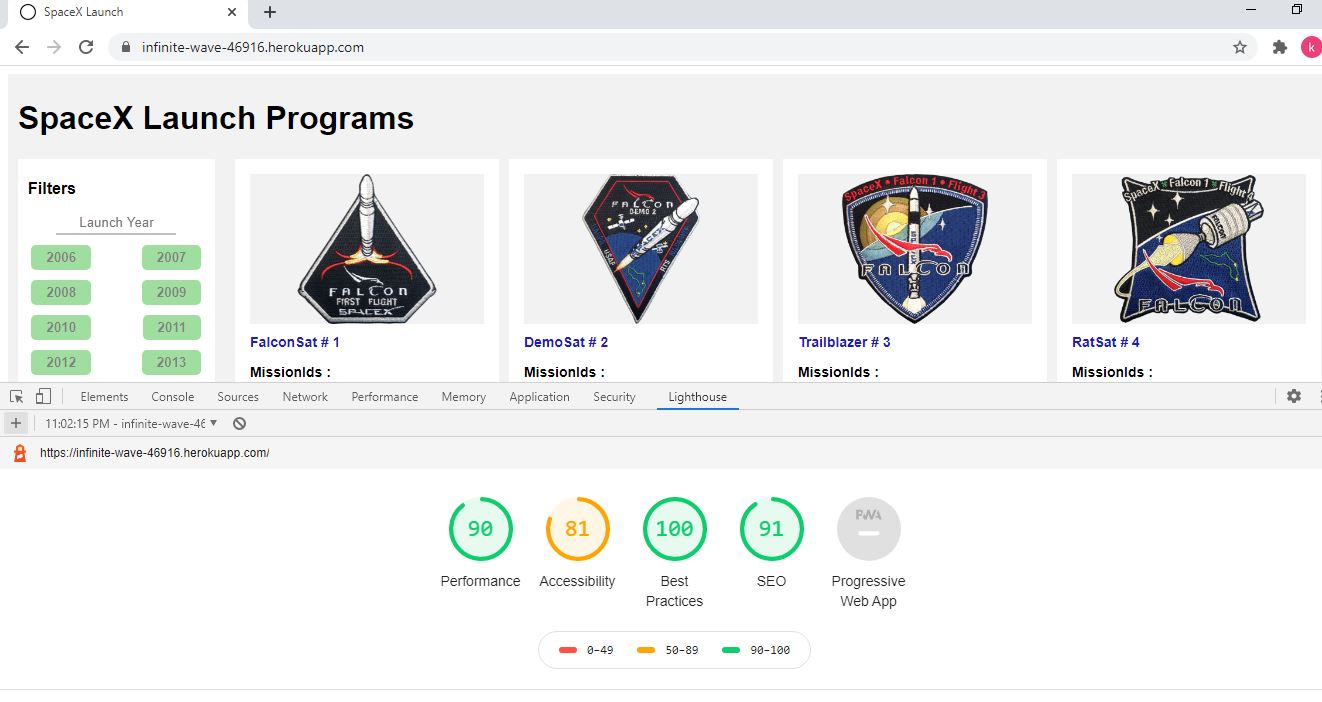 SpaceX Launch
infinite-wave-46916.herokuapp.com
k
SpaceX Launch Programs
Filters
Launch Year
2006 2007
2008 2009
2010 2011
2012 2013
FALCON
FIRST FLIGHT
SPACEX
FalconSat # 1
MissionIds :
FALCON
DEMO 2
SPACEX
USAF
DemoSat # 2
MissionIds :
SpaceX • Falcon 1 • Flight 3
FALCON
Trailblazer # 3
MissionIds :
SpaceX Falcon 1 Flight 4
FALCON
RatSat # 4
MissionIds :
Elements Console Sources Network Performance Memory Application Security Lighthouse
11:02:15 PM - infinite-wave-46
https://infinite-wave-46916.herokuapp.com/
90 81 100 91 PWA
Performance Accessibility Best Practices SEO Progressive Web App
0–49 50–89 90–100